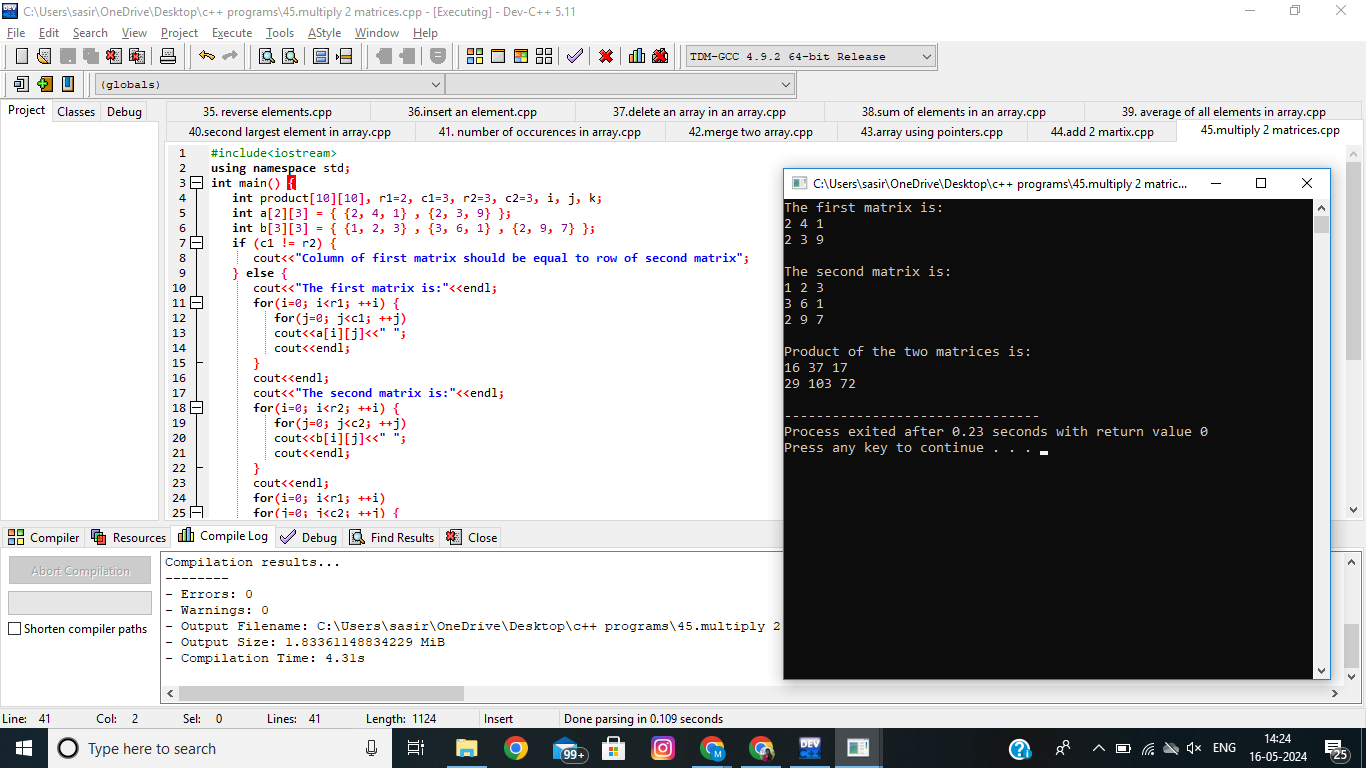 C:\Users\sasir\OneDrive\Desktop\c++ programs\45.multiply 2 matrices.cpp - [Executing] - Dev-C++ 5.11
File Edit Search View Project Execute Tools AStyle Window Help
TDM-GCC 4.9.2 64-bit Release
(globals)
Project Classes Debug
35. reverse elements.cpp 36.insert an element.cpp 37.delete an array in an array.cpp 38.sum of elements in an array.cpp 39. average of all elements in array.cpp
40.second largest element in array.cpp 41. number of occurences in array.cpp 42.merge two array.cpp 43.array using pointers.cpp 44.add 2 martix.cpp 45.multiply 2 matrices.cpp
1 #include<iostream>
2 using namespace std;
3 int main() {
4 int product[10][10], r1=2, c1=3, r2=3, c2=3, i, j, k;
5 int a[2][3] = { {2, 4, 1} , {2, 3, 9} };
6 int b[3][3] = { {1, 2, 3} , {3, 6, 1} , {2, 9, 7} };
7 if (c1 != r2) {
8 cout<<"Column of first matrix should be equal to row of second matrix";
9 } else {
10 cout<<"The first matrix is:"<<endl;
11 for(i=0; i<r1; ++i) {
12 for(j=0; j<c1; ++j)
13 cout<<a[i][j]<<" ";
14 cout<<endl;
15 }
16 cout<<endl;
17 cout<<"The second matrix is:"<<endl;
18 for(i=0; i<r2; ++i) {
19 for(j=0; j<c2; ++j)
20 cout<<b[i][j]<<" ";
21 cout<<endl;
22 }
23 cout<<endl;
24 for(i=0; i<r1; ++i)
25 for(j=0; j<c2; ++j) {
C:\Users\sasir\OneDrive\Desktop\c++ programs\45.multiply 2 matric...
The first matrix is:
2 4 1
2 3 9
The second matrix is:
1 2 3
3 6 1
2 9 7
Product of the two matrices is:
16 37 17
29 103 72
--------------------------------
Process exited after 0.23 seconds with return value 0
Press any key to continue . . .
Compiler Resources Compile Log Debug Find Results Close
Abort Compilation
Shorten compiler paths
Compilation results...
--------
- Errors: 0
- Warnings: 0
- Output Filename: C:\Users\sasir\OneDrive\Desktop\c++ programs\45.multiply 2
- Output Size: 1.83361148834229 MiB
- Compilation Time: 4.31s
Line: 41 Col: 2 Sel: 0 Lines: 41 Length: 1124 Insert Done parsing in 0.109 seconds
Type here to search 99+ M DEV ENG 14:24
16-05-2024 25